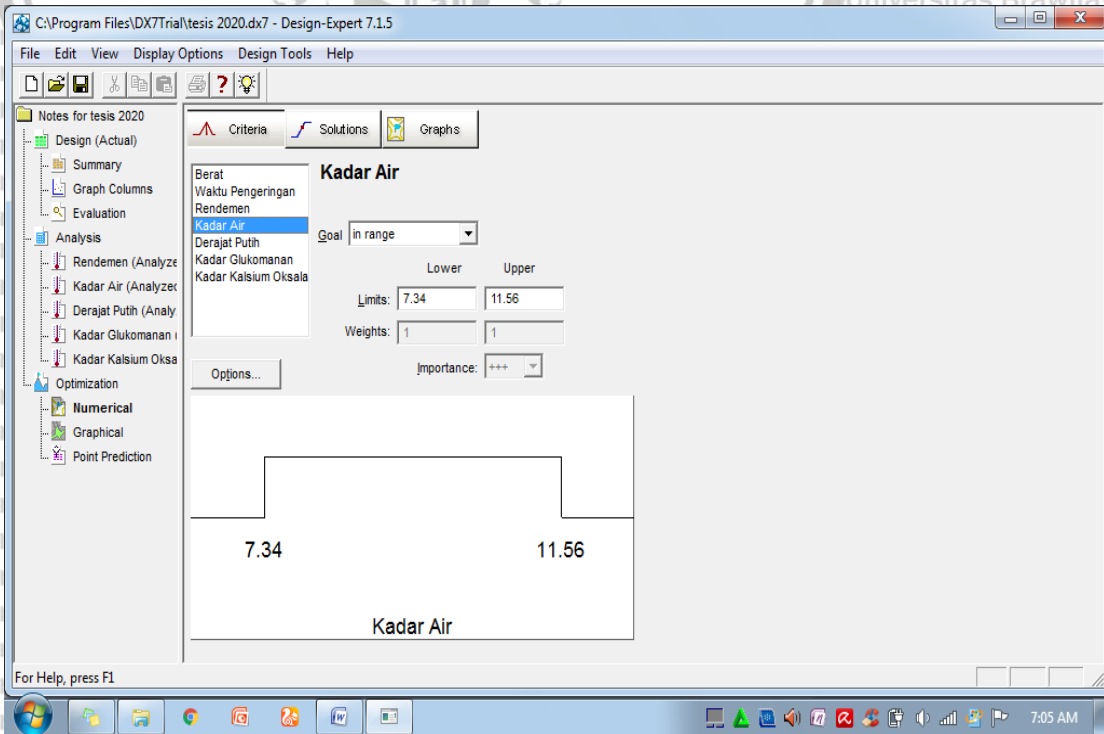 Universitas Brawija
C:\Program Files\DX7Trial\tesis 2020.dx7 - Design-Expert 7.1.5
File Edit View Display Options Design Tools Help
Notes for tesis 2020
Design (Actual)
Summary
Graph Columns
Evaluation
Analysis
Rendemen (Analyze
Kadar Air (Analyzed
Derajat Putih (Analy
Kadar Glukomanan (
Kadar Kalsium Oksa
Optimization
Numerical
Graphical
Point Prediction
Criteria Solutions Graphs
Berat
Waktu Pengeringan
Rendemen
Kadar Air
Derajat Putih
Kadar Glukomanan
Kadar Kalsium Oksala
Options...
Kadar Air
Goal in range
Lower Upper
Limits: 7.34 11.56
Weights: 1 1
Importance: +++
7.34 11.56
Kadar Air
For Help, press F1
7:05 AM